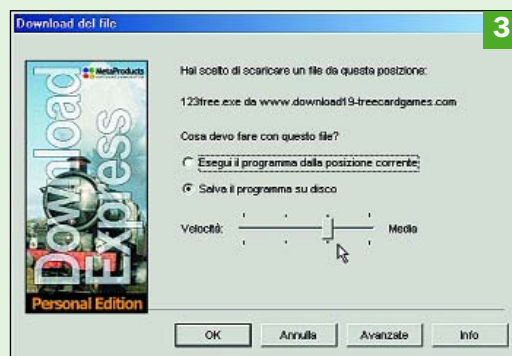 Download del file
3
MetaProducts
Download
Express
Personal Edition
Hai scelto di scaricare un file da questa posizione:
123free.exe da www.download19-treecardgames.com
Cosa devo fare con questo file?
Esegui il programma dalla posizione corrente
Salva il programma su disco
Velocità:
Media
OK
Annulla
Avanzate
Info